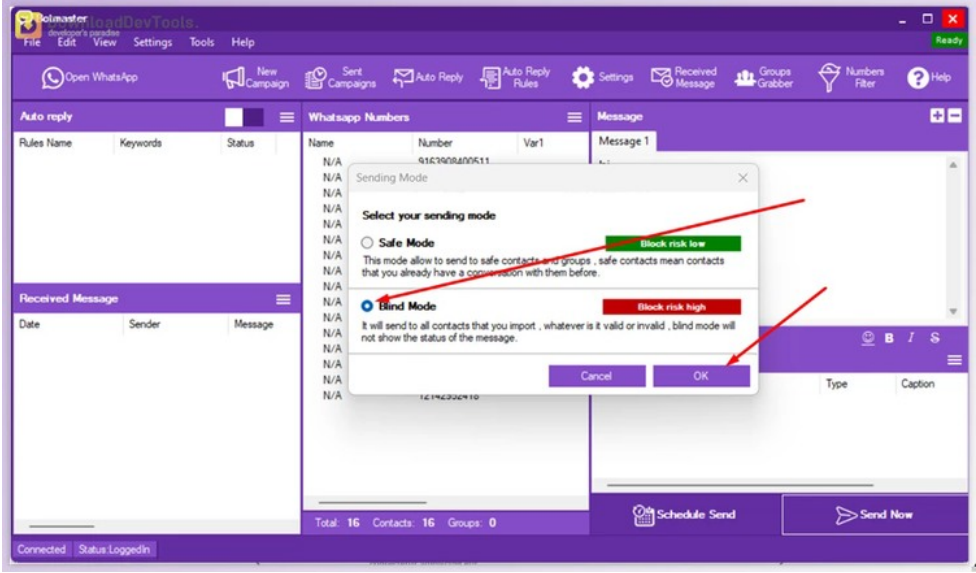 Botmaster
DownloadDevTools.
developer's paradise
File Edit View Settings Tools Help
Ready
Open WhatsApp
New Campaign
Sent Campaigns
Auto Reply
Auto Reply Rules
Settings
Received Message
Groups Grabber
Numbers Filter
Help
Auto reply
Rules Name Keywords Status
Whatsapp Numbers
Name Number Var1
N/A 9163908400511
N/A
N/A
N/A
N/A
N/A
N/A
N/A
N/A
N/A
N/A
N/A
N/A
N/A
N/A
N/A 12142952418
Message
Message 1
hi
Sending Mode
Select your sending mode
Safe Mode
Block risk low
This mode allow to send to safe contacts and groups , safe contacts mean contacts
that you already have a conversation with them before.
Blind Mode
Block risk high
It will send to all contacts that you import , whatever is it valid or invalid , blind mode will
not show the status of the message.
Cancel OK
B I S
Type Caption
Received Message
Date Sender Message
Total: 16 Contacts: 16 Groups: 0
Schedule Send
Send Now
Connected Status:LoggedIn